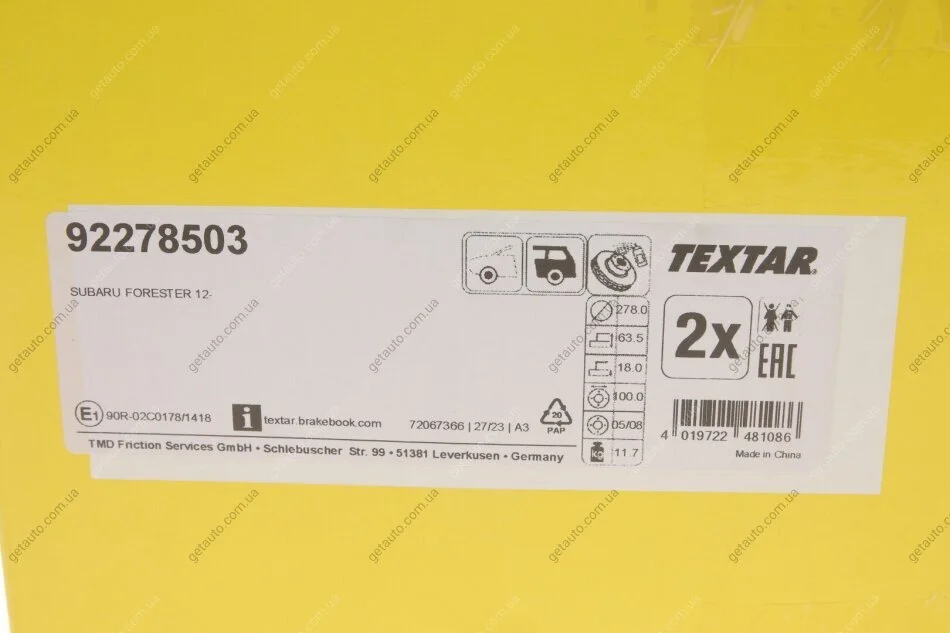 92278503
SUBARU FORESTER 12-
TEXTAR®
2x
EAC
278.0
63.5
18.0
100.0
05/08
kg 11.7
E1 90R-02C0178/1418
i textar.brakebook.com
72067366 | 27/23 | A3
20
PAP
TMD Friction Services GmbH • Schlebuscher Str. 99 • 51381 Leverkusen • Germany
4 019722 481086
Made in China
getauto.com.ua